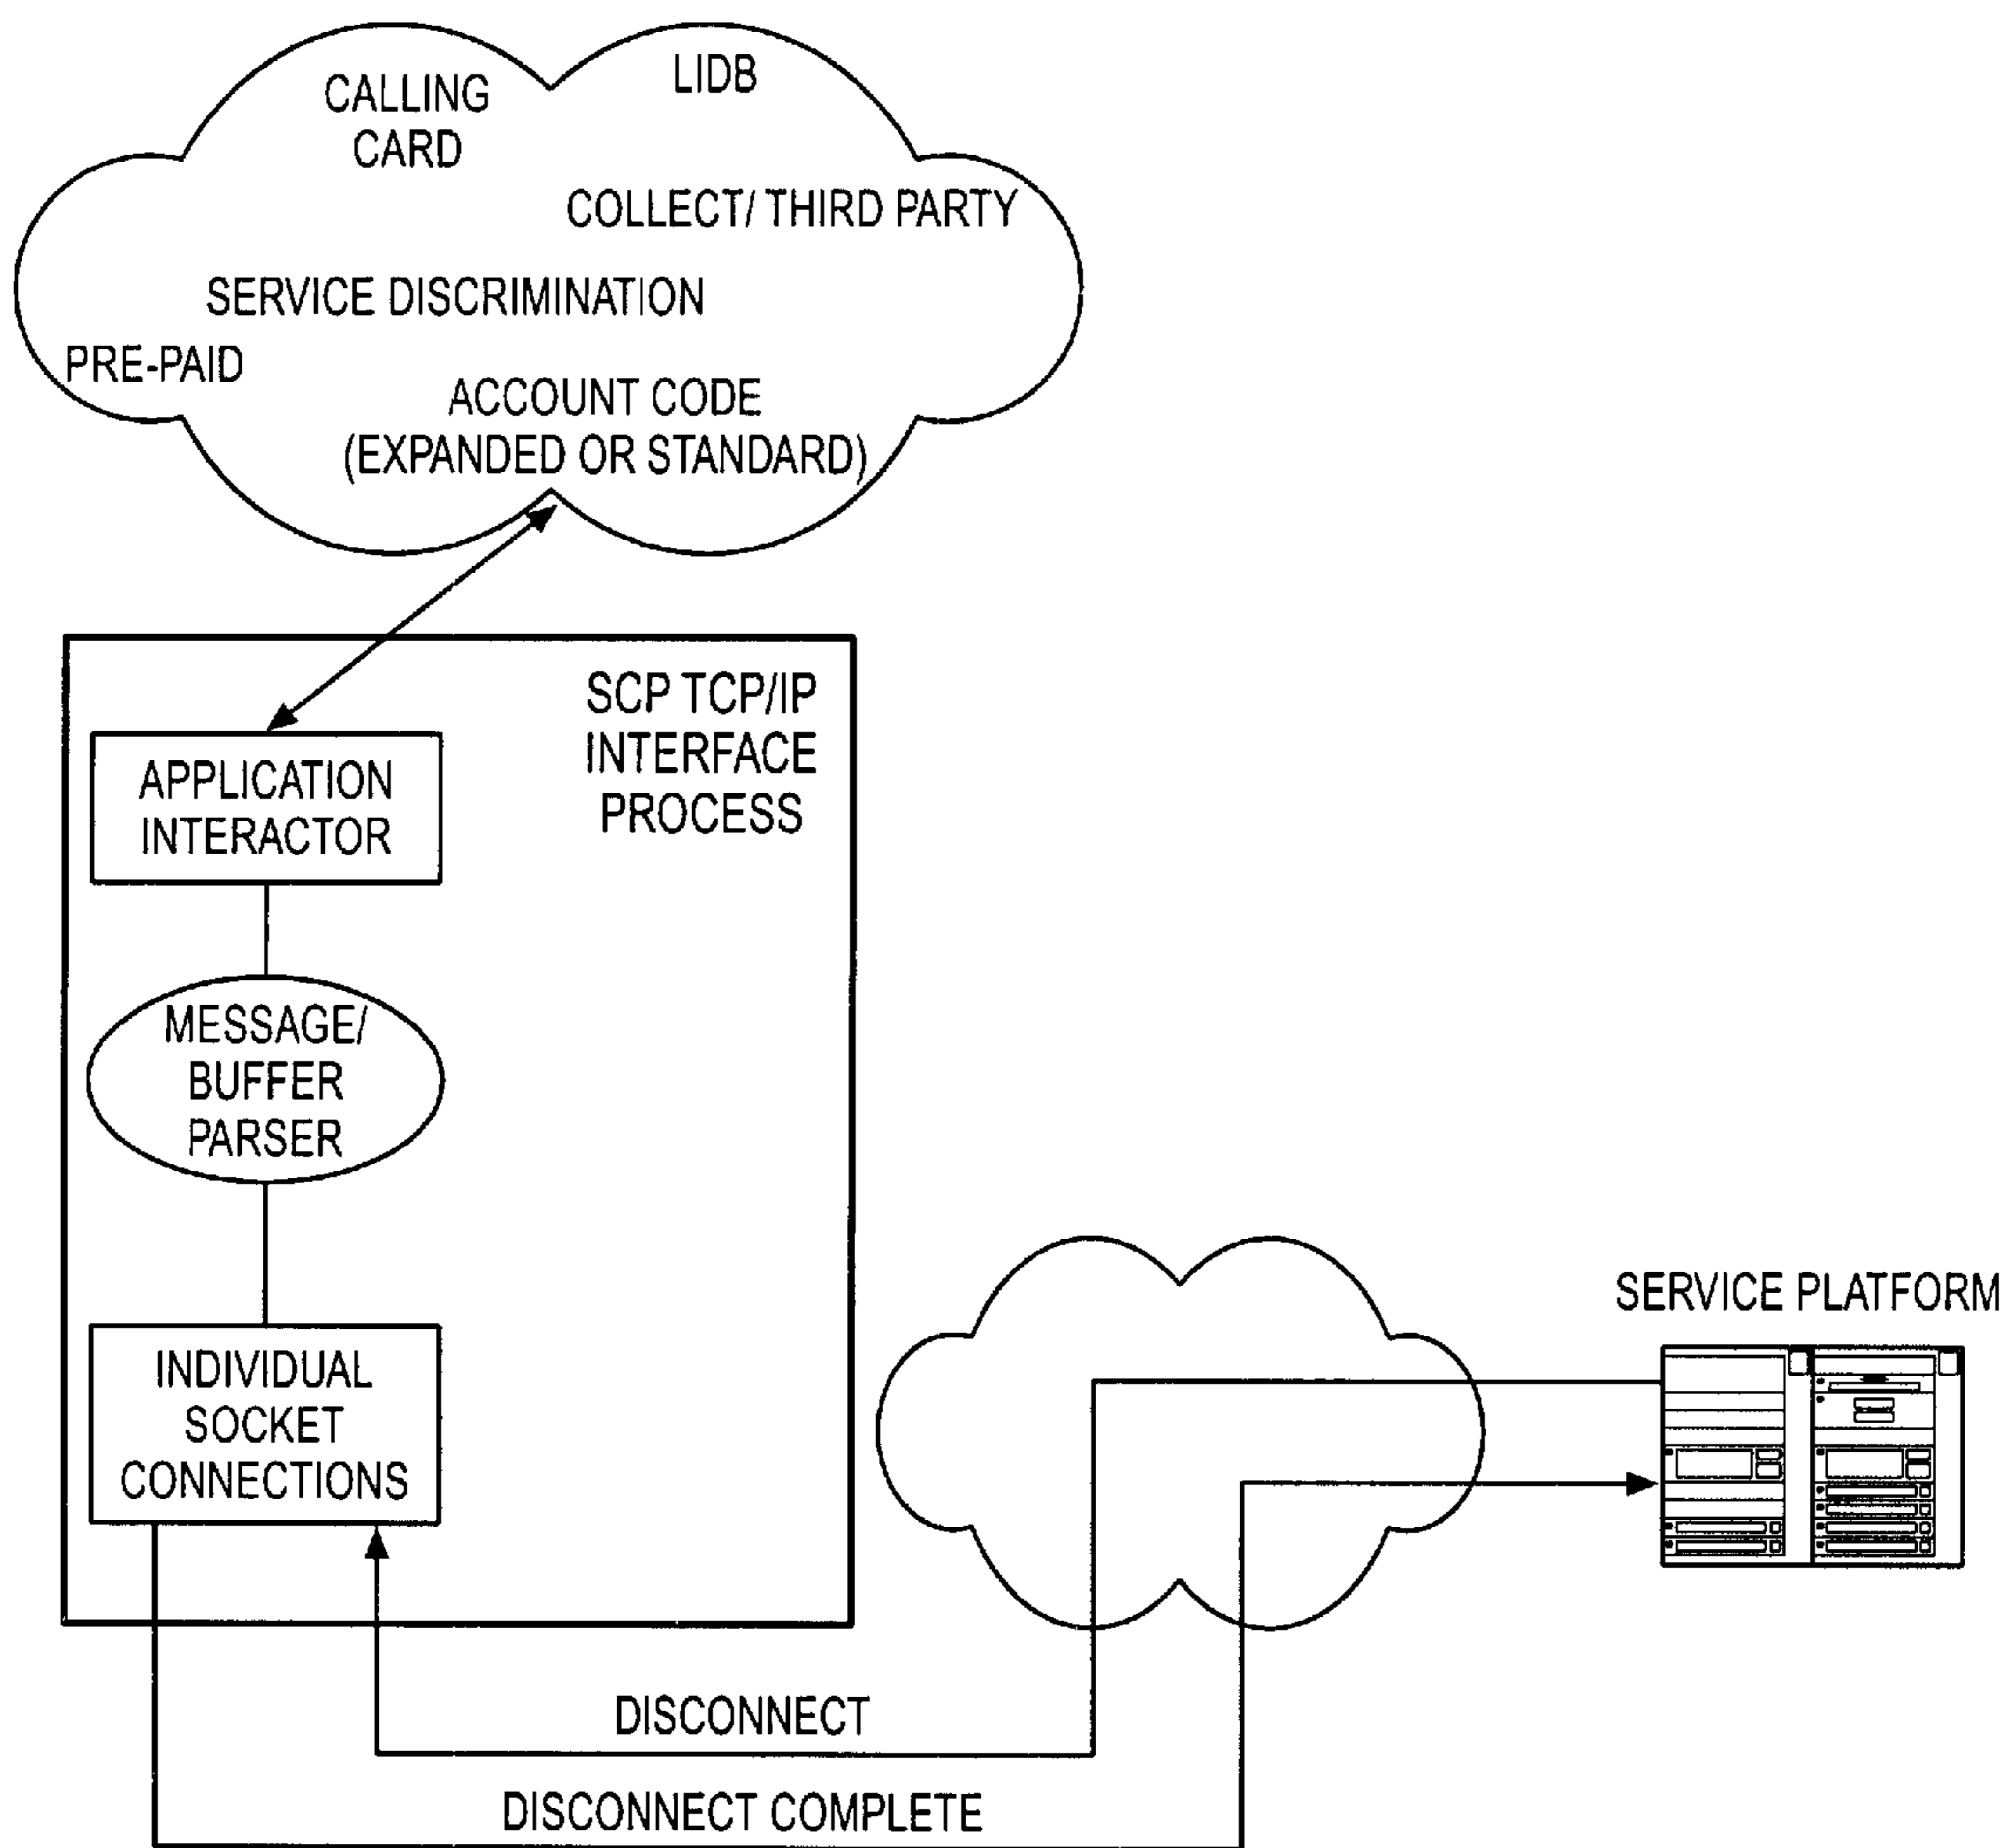 CALLING
CARD
LIDB
COLLECT/ THIRD PARTY
SERVICE DISCRIMINATION
PRE-PAID
ACCOUNT CODE
(EXPANDED OR STANDARD)
SCP TCP/IP
INTERFACE
PROCESS
APPLICATION
INTERACTOR
MESSAGE/
BUFFER
PARSER
INDIVIDUAL
SOCKET
CONNECTIONS
SERVICE PLATFORM
DISCONNECT
DISCONNECT COMPLETE